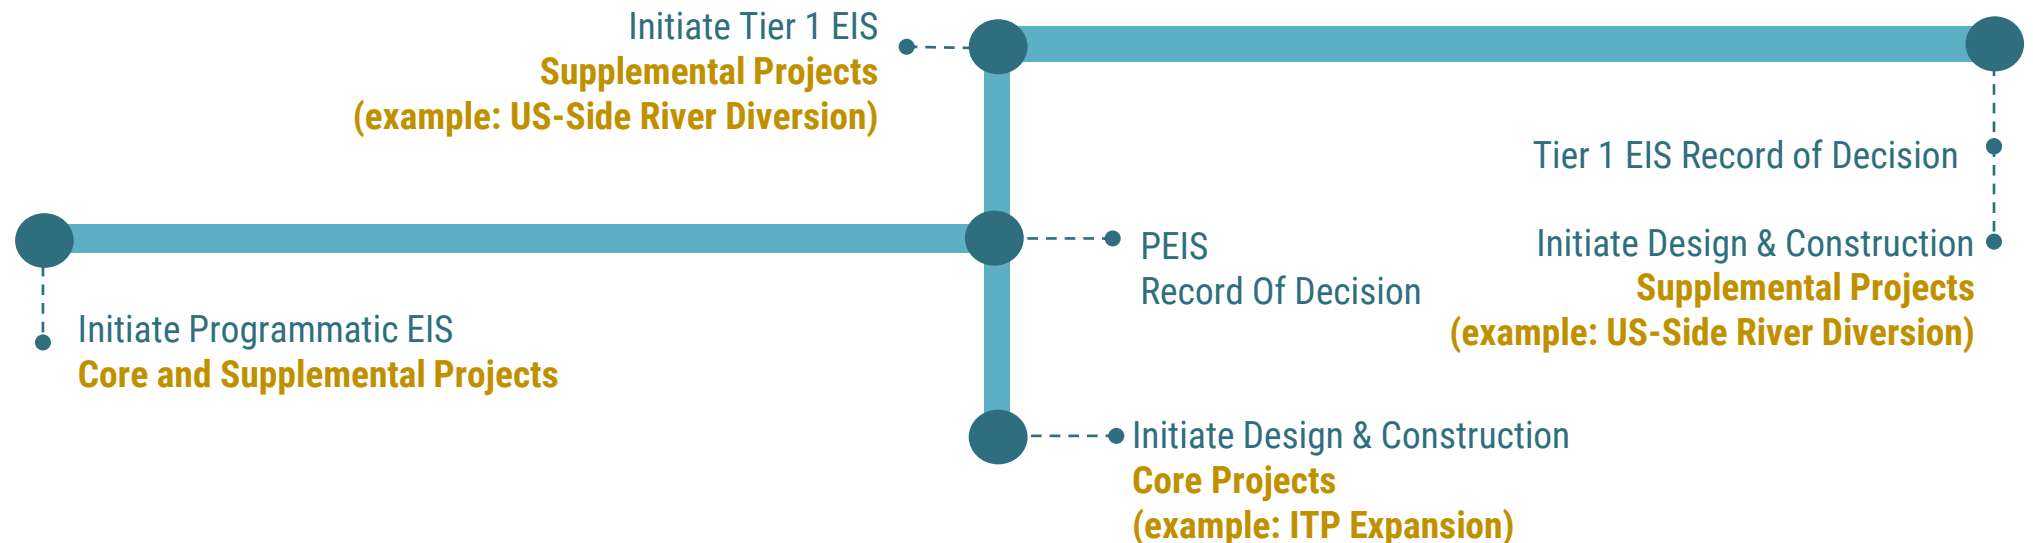 Initiate Tier 1 EIS
Supplemental Projects
(example: US-Side River Diversion)
Tier 1 EIS Record of Decision
PEIS
Record Of Decision
Initiate Design & Construction
Supplemental Projects
(example: US-Side River Diversion)
Initiate Programmatic EIS
Core and Supplemental Projects
Initiate Design & Construction
Core Projects
(example: ITP Expansion)